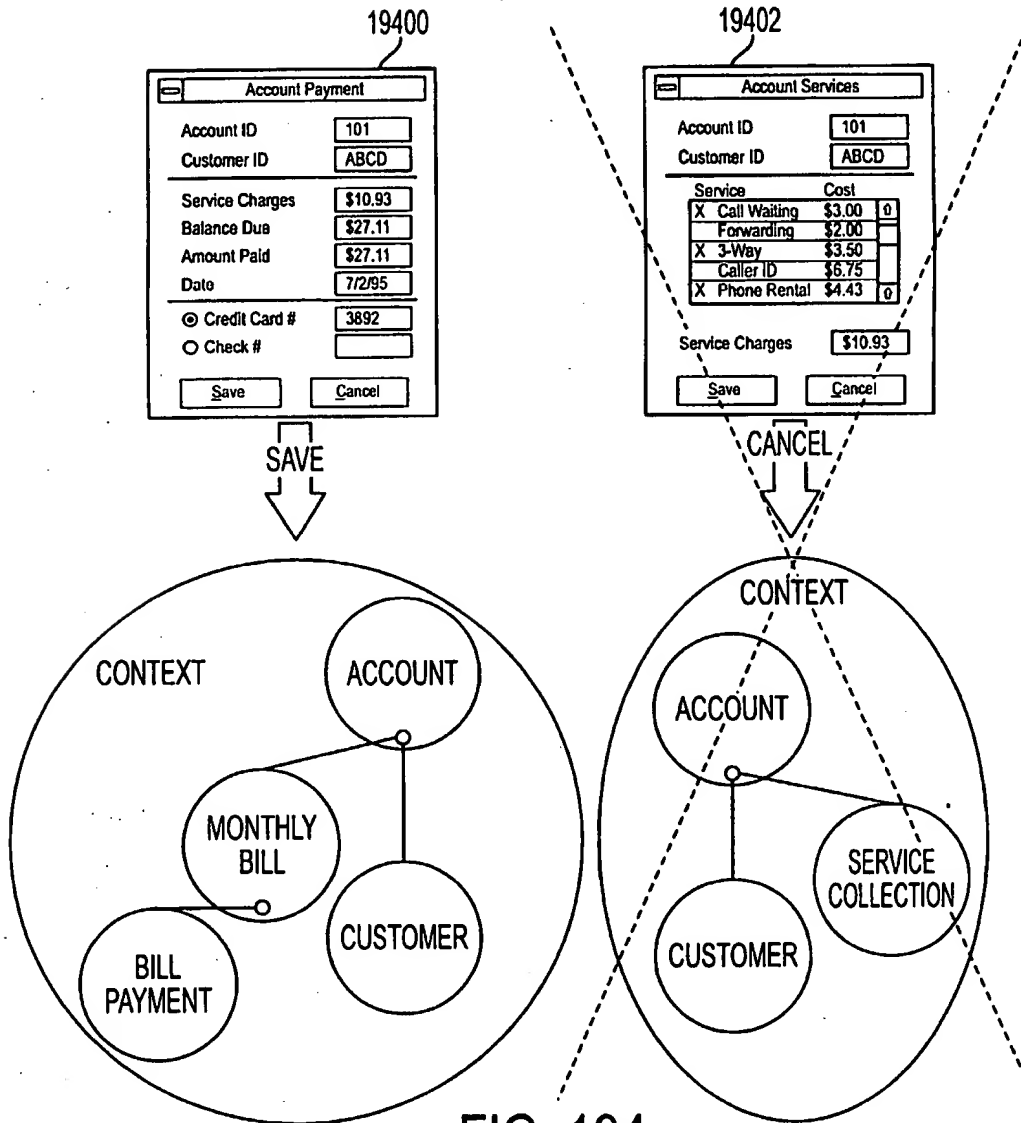 19400
Account Payment
Account ID 101
Customer ID ABCD
Service Charges $10.93
Balance Due $27.11
Amount Paid $27.11
Date 7/2/95
Credit Card # 3892
Check #
Save Cancel
SAVE
CONTEXT
ACCOUNT
MONTHLY
BILL
BILL
PAYMENT
CUSTOMER
19402
Account Services
Account ID 101
Customer ID ABCD
Service Cost
X Call Waiting $3.00
Forwarding $2.00
X 3-Way $3.50
Caller ID $6.75
X Phone Rental $4.43
Service Charges $10.93
Save Cancel
CANCEL
CONTEXT
ACCOUNT
SERVICE
COLLECTION
CUSTOMER